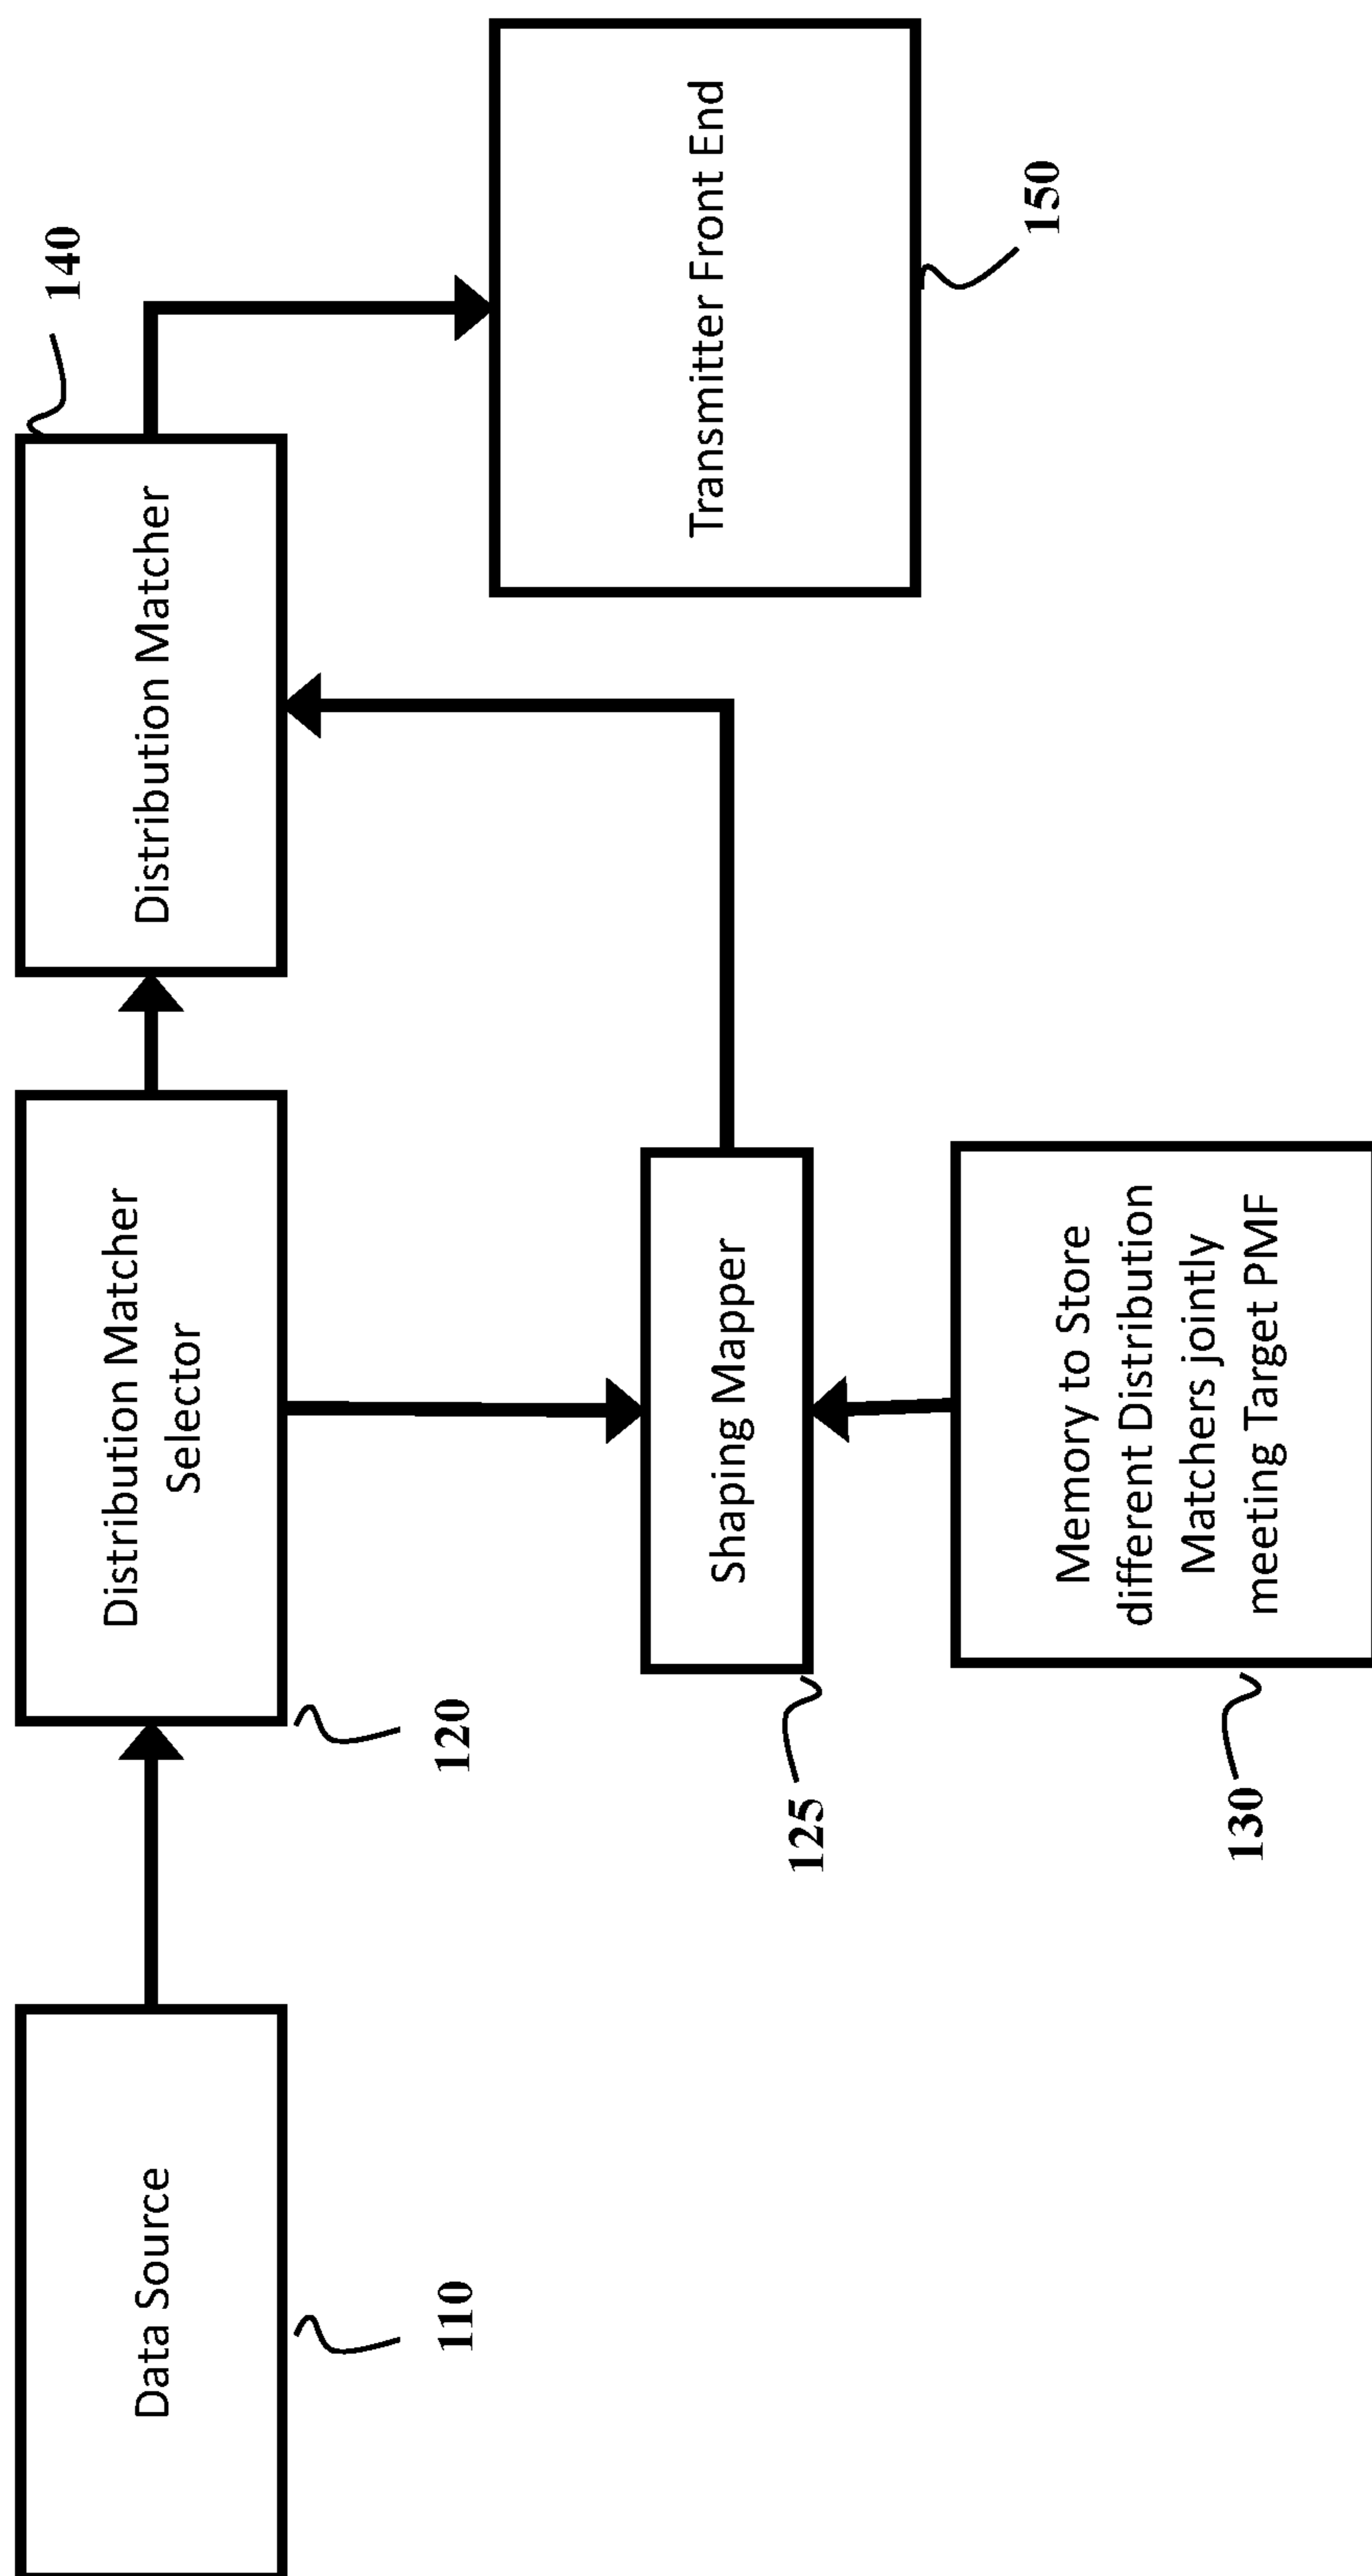 Data Source
110
Distribution Matcher
Selector
120
Distribution Matcher
140
Shaping Mapper
125
Memory to Store
different Distribution
Matchers jointly
meeting Target PMF
130
Transmitter Front End
150